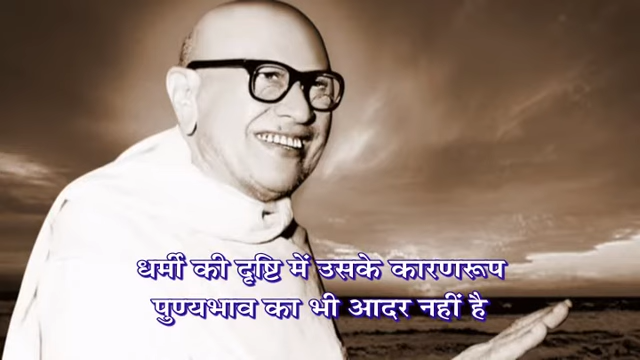 धर्मी की दृष्टि में उसके कारणरूप
पुण्यभाव का भी आदर नहीं है